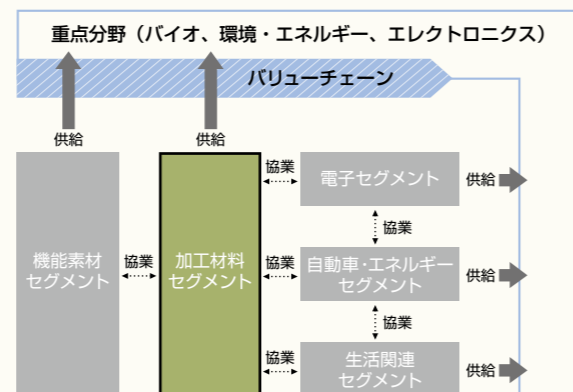 重点分野（バイオ、環境・エネルギー、エレクトロニクス）
バリューチェーン
供給
供給
機能素材
セグメント
協業
加工材料
セグメント
協業
電子セグメント
供給
協業
協業
自動車・エネルギー
セグメント
供給
協業
協業
生活関連
セグメント
供給